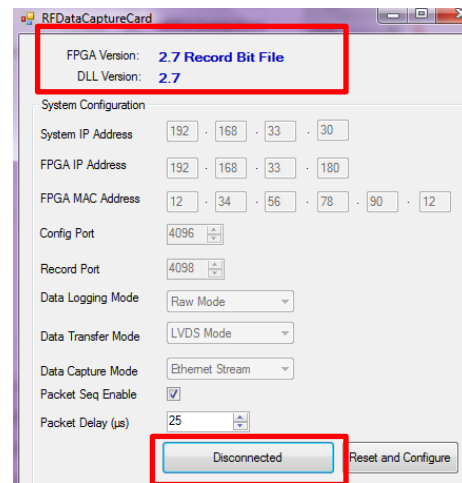 RFDataCaptureCard
FPGA Version: 2.7 Record Bit File
DLL Version: 2.7
System Configuration
System IP Address 192 . 168 . 33 . 30
FPGA IP Address 192 . 168 . 33 . 180
FPGA MAC Address 12 . 34 . 56 . 78 . 90 . 12
Config Port 4096
Record Port 4098
Data Logging Mode Raw Mode
Data Transfer Mode LVDS Mode
Data Capture Mode Ethernet Stream
Packet Seq Enable
Packet Delay (µs) 25
Disconnected Reset and Configure